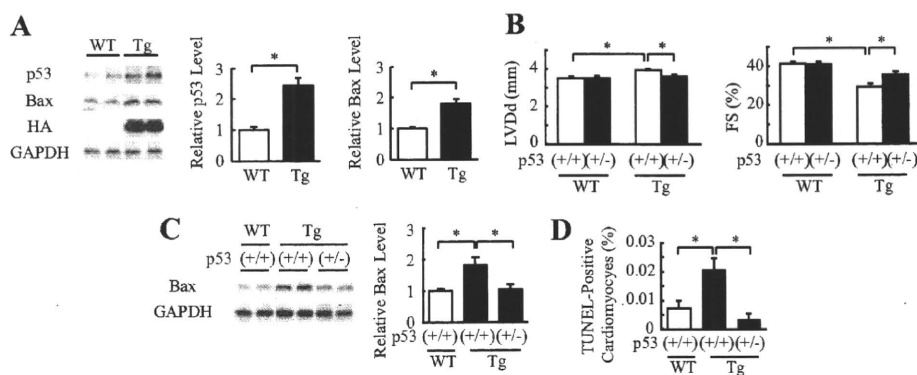 A
WT Tg
p53
Bax
HA
GAPDH
Relative p53 Level
3
2
1
0
*
WT Tg
Relative Bax Level
3
2
1
0
*
WT Tg
B
LVDd (mm)
4
2
0
* *
p53 (+/+)(+/-) (+/+)(+/-)
WT Tg
FS (%)
40
20
0
* *
p53 (+/+)(+/-) (+/+)(+/-)
WT Tg
C
WT Tg
p53 (+/+) (+/+) (+/-)
Bax
GAPDH
Relative Bax Level
3
2
1
0
* *
p53 (+/+) (+/+) (+/-)
WT Tg
D
TUNEL-Positive
Cardiomyocyes (%)
0.03
0.02
0.01
0
* *
p53 (+/+) (+/+) (+/-)
WT Tg